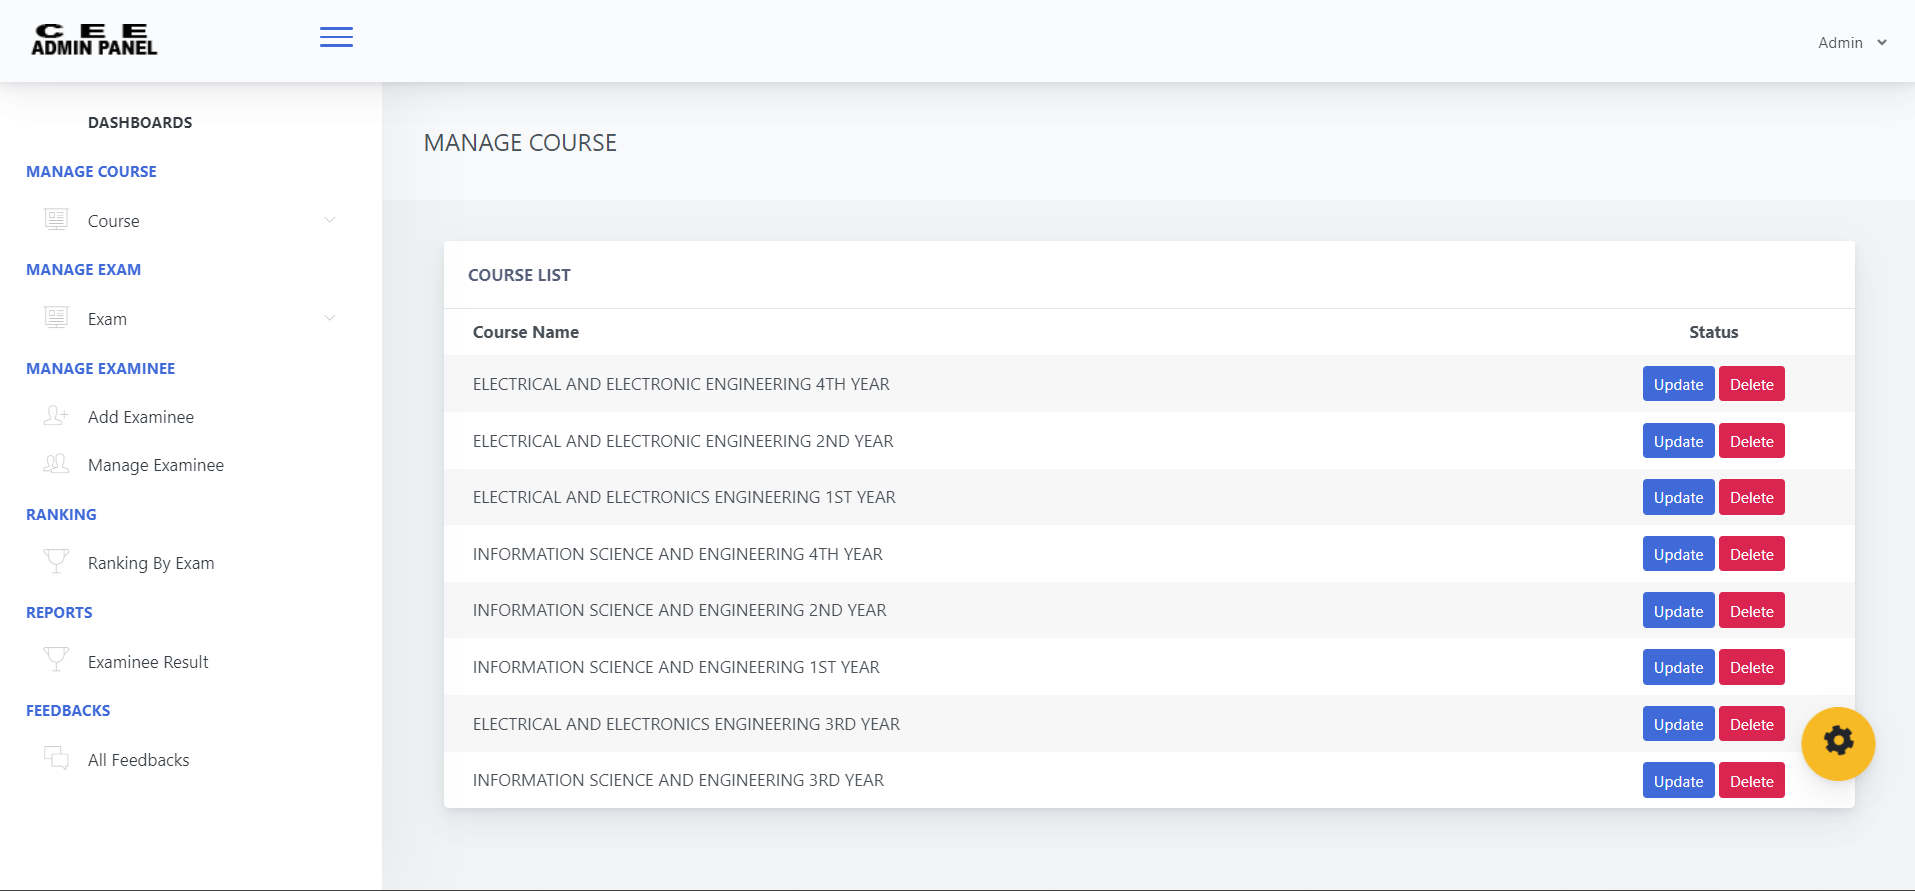 C E E
ADMIN PANEL
Admin
DASHBOARDS
MANAGE COURSE
Course
MANAGE EXAM
Exam
MANAGE EXAMINEE
Add Examinee
Manage Examinee
RANKING
Ranking By Exam
REPORTS
Examinee Result
FEEDBACKS
All Feedbacks
MANAGE COURSE
COURSE LIST
Course Name Status
ELECTRICAL AND ELECTRONIC ENGINEERING 4TH YEAR Update Delete
ELECTRICAL AND ELECTRONIC ENGINEERING 2ND YEAR Update Delete
ELECTRICAL AND ELECTRONICS ENGINEERING 1ST YEAR Update Delete
INFORMATION SCIENCE AND ENGINEERING 4TH YEAR Update Delete
INFORMATION SCIENCE AND ENGINEERING 2ND YEAR Update Delete
INFORMATION SCIENCE AND ENGINEERING 1ST YEAR Update Delete
ELECTRICAL AND ELECTRONICS ENGINEERING 3RD YEAR Update Delete
INFORMATION SCIENCE AND ENGINEERING 3RD YEAR Update Delete